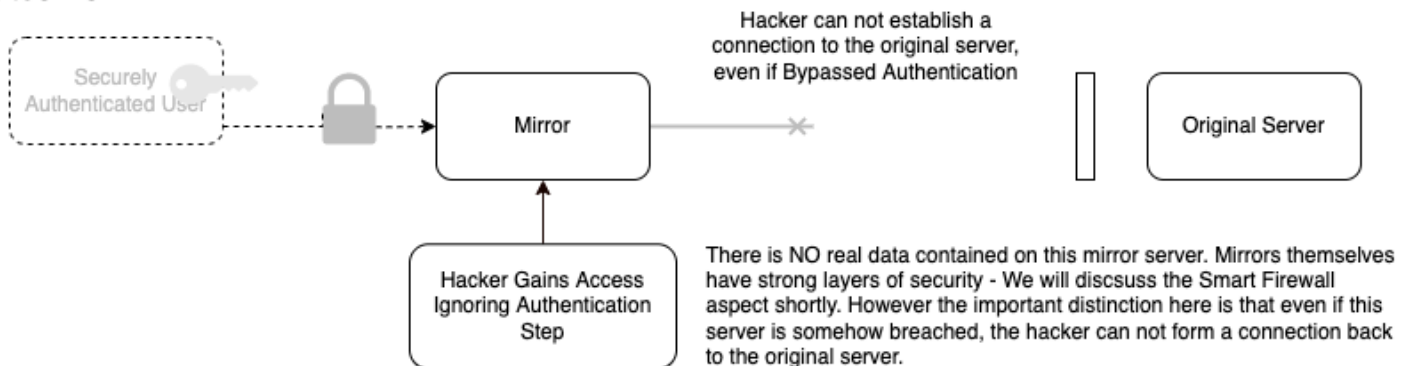 Hacker can not establish a
connection to the original server,
even if Bypassed Authentication
Securely
Authenticated User
Mirror
Original Server
Hacker Gains Access
Ignoring Authentication
Step
There is NO real data contained on this mirror server. Mirrors themselves
have strong layers of security - We will discsuss the Smart Firewall
aspect shortly. However the important distinction here is that even if this
server is somehow breached, the hacker can not form a connection back
to the original server.